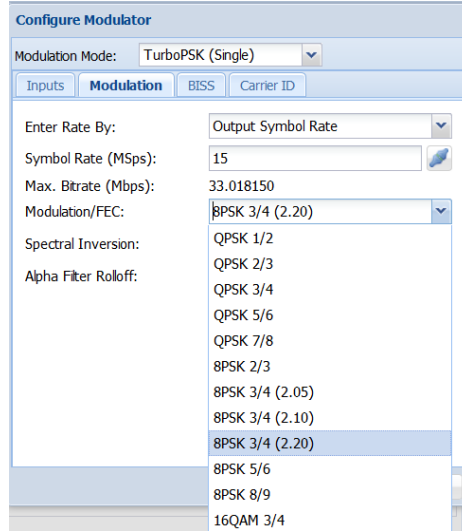 Configure Modulator
Modulation Mode: TurboPSK (Single)
Inputs Modulation BISS Carrier ID
Enter Rate By: Output Symbol Rate
Symbol Rate (MSps): 15
Max. Bitrate (Mbps): 33.018150
Modulation/FEC: 8PSK 3/4 (2.20)
Spectral Inversion:
Alpha Filter Rolloff:
QPSK 1/2
QPSK 2/3
QPSK 3/4
QPSK 5/6
QPSK 7/8
8PSK 2/3
8PSK 3/4 (2.05)
8PSK 3/4 (2.10)
8PSK 3/4 (2.20)
8PSK 5/6
8PSK 8/9
16QAM 3/4